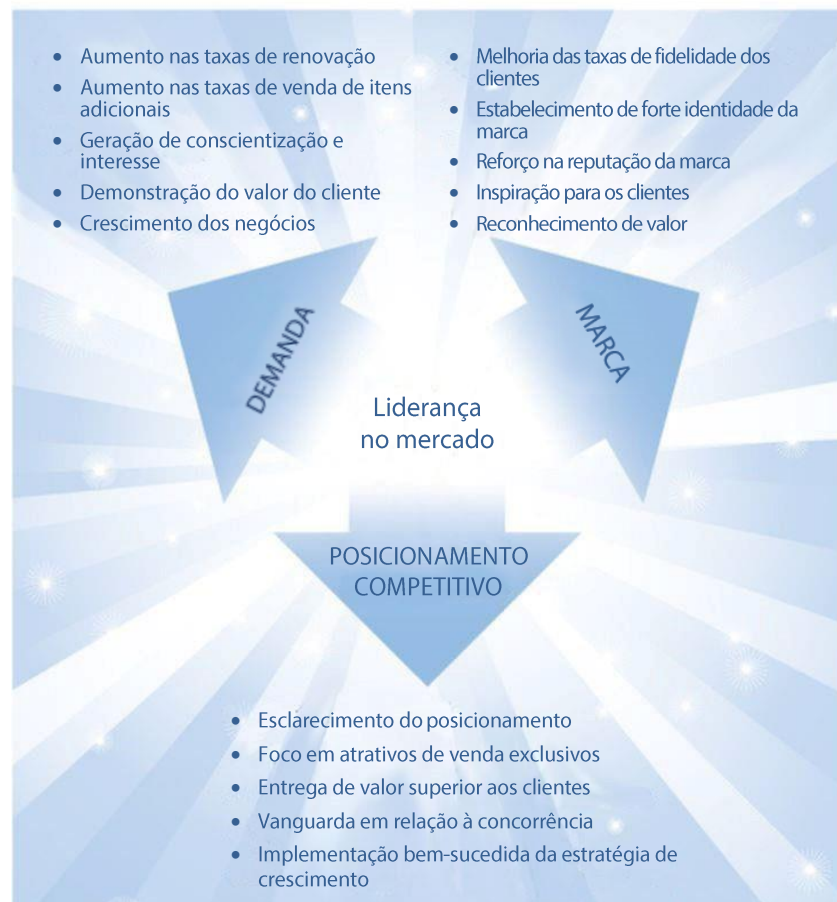 • Aumento nas taxas de renovação
• Aumento nas taxas de venda de itens
adicionais
• Geração de conscientização e
interesse
• Demonstração do valor do cliente
• Crescimento dos negócios
• Melhoria das taxas de fidelidade dos
clientes
• Estabelecimento de forte identidade da
marca
• Reforço na reputação da marca
• Inspiração para os clientes
• Reconhecimento de valor
DEMANDA
MARCA
Liderança
no mercado
POSICIONAMENTO
COMPETITIVO
• Esclarecimento do posicionamento
• Foco em atrativos de venda exclusivos
• Entrega de valor superior aos clientes
• Vanguarda em relação à concorrência
• Implementação bem-sucedida da estratégia de
crescimento